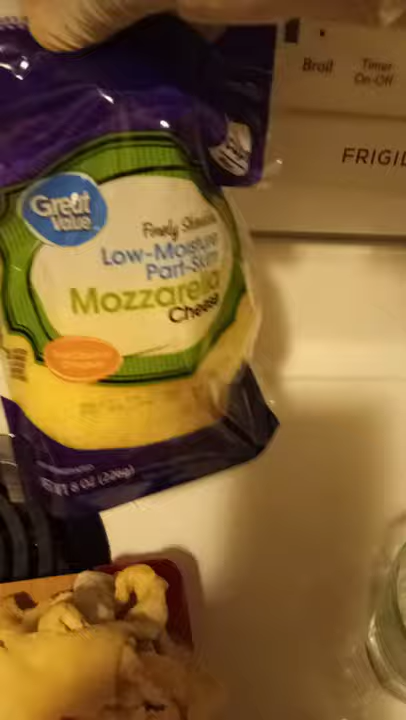 Broil
Timer
On-Off
FRIGID
Great
Value
Finely Shredded
Low-Moisture
Part-Skim
Mozzarella
Cheese
NET WT 8 OZ (226g)